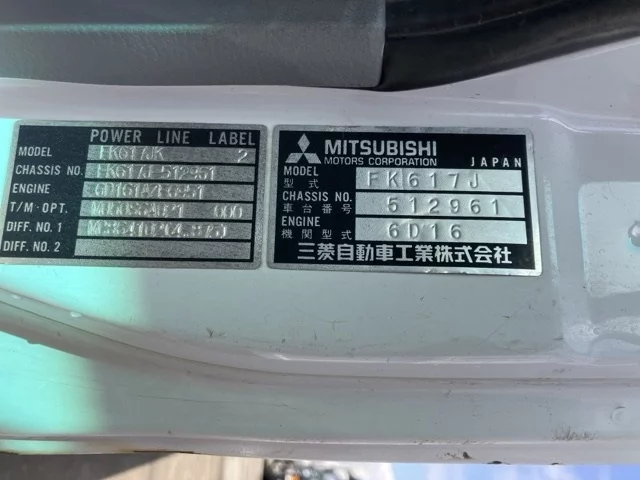 POWER LINE LABEL
MODEL FK617JK 2
CHASSIS NO.
ENGINE
T/M・OPT. 000
DIFF. NO. 1
DIFF. NO. 2
MITSUBISHI
MOTORS CORPORATION JAPAN
MODEL
型式 FK617J
CHASSIS NO.
車台番号 512961
ENGINE
機関型式 6D16
三菱自動車工業株式会社